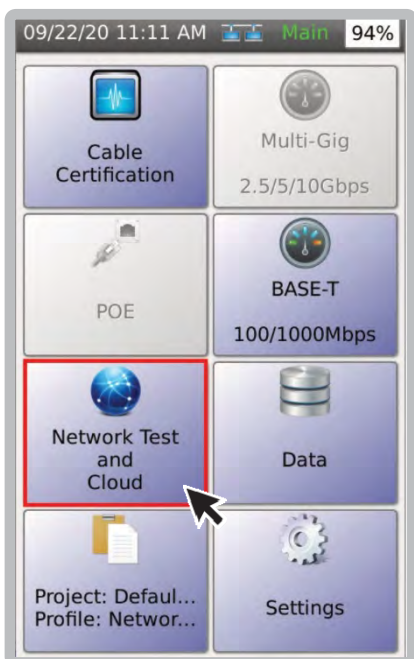 09/22/20 11:11 AM Main 94%
Cable
Certification
Multi-Gig
2.5/5/10Gbps
POE
BASE-T
100/1000Mbps
Network Test
and
Cloud
Data
Project: Defaul...
Profile: Networ...
Settings